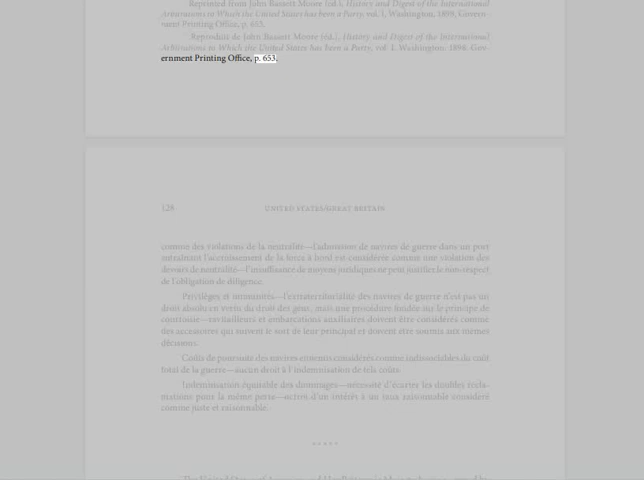 Reprinted from John Bassett Moore (ed.), History and Digest of the International
Arbitrations to Which the United States has been a Party, vol. I, Washington, 1898, Govern-
ment Printing Office, p. 653.
Reproduit de John Bassett Moore (éd.), History and Digest of the International
Arbitrations to Which the United States has been a Party, vol. I, Washington, 1898, Gov-
ernment Printing Office, p. 653.
128
UNITED STATES/GREAT BRITAIN
comme des violations de la neutralité—l'admission de navires de guerre dans un port
entraînant l'accroissement de la force à bord est considérée comme une violation des
devoirs de neutralité—l'insuffisance de moyens juridiques ne peut justifier le non-respect
de l'obligation de diligence.
Privilèges et immunités—l'exterritorialité des navires de guerre n'est pas un
droit absolu en vertu du droit des gens, mais une procédure fondée sur le principe de
courtoisie—ravitailleurs et embarcations auxiliaires doivent être considérés comme
des accessoires qui suivent le sort de leur principal et doivent être soumis aux mêmes
décisions.
Coûts de poursuite des navires ennemis considérés comme indissociables du coût
total de la guerre—aucun droit à l'indemnisation de tels coûts.
Indemnisation équitable des dommages—nécessité d'écarter les doubles récla-
mations pour la même perte—octroi d'un intérêt à un taux raisonnable considéré
comme juste et raisonnable.
*****